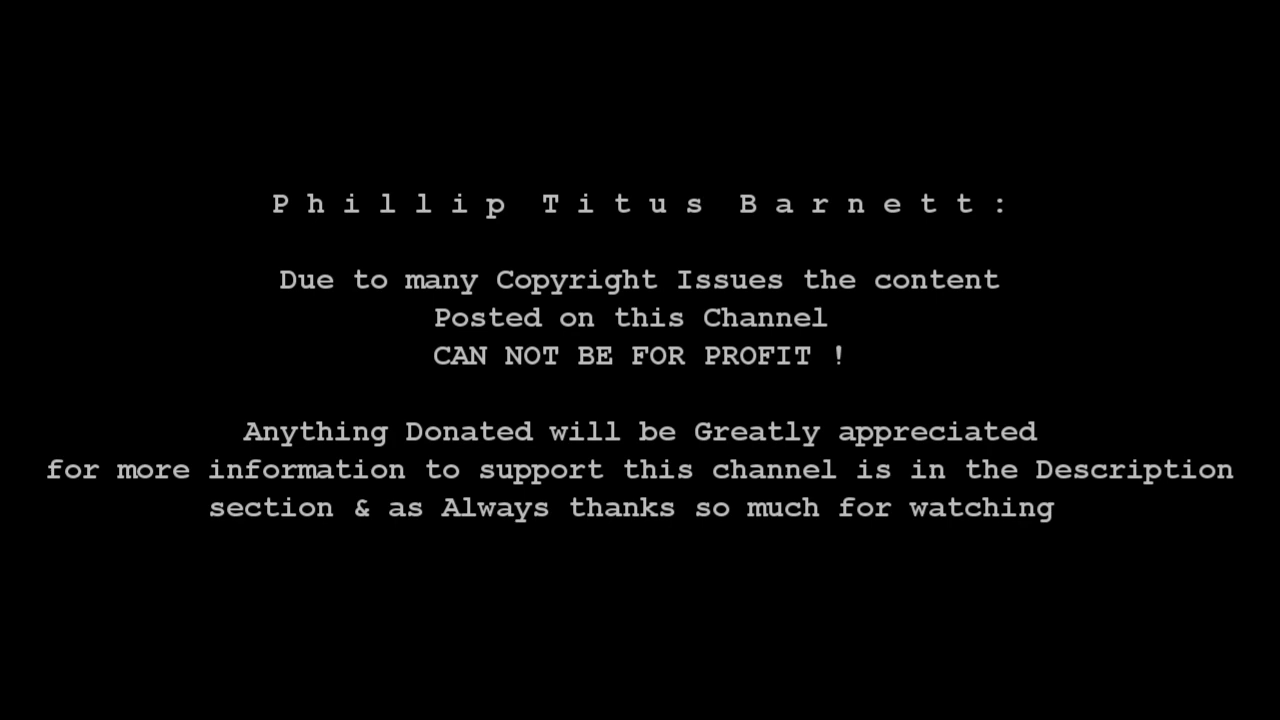 P h i l l i p  T i t u s  B a r n e t t :
Due to many Copyright Issues the content
Posted on this Channel
CAN NOT BE FOR PROFIT !
Anything Donated will be Greatly appreciated
for more information to support this channel is in the Description
section & as Always thanks so much for watching